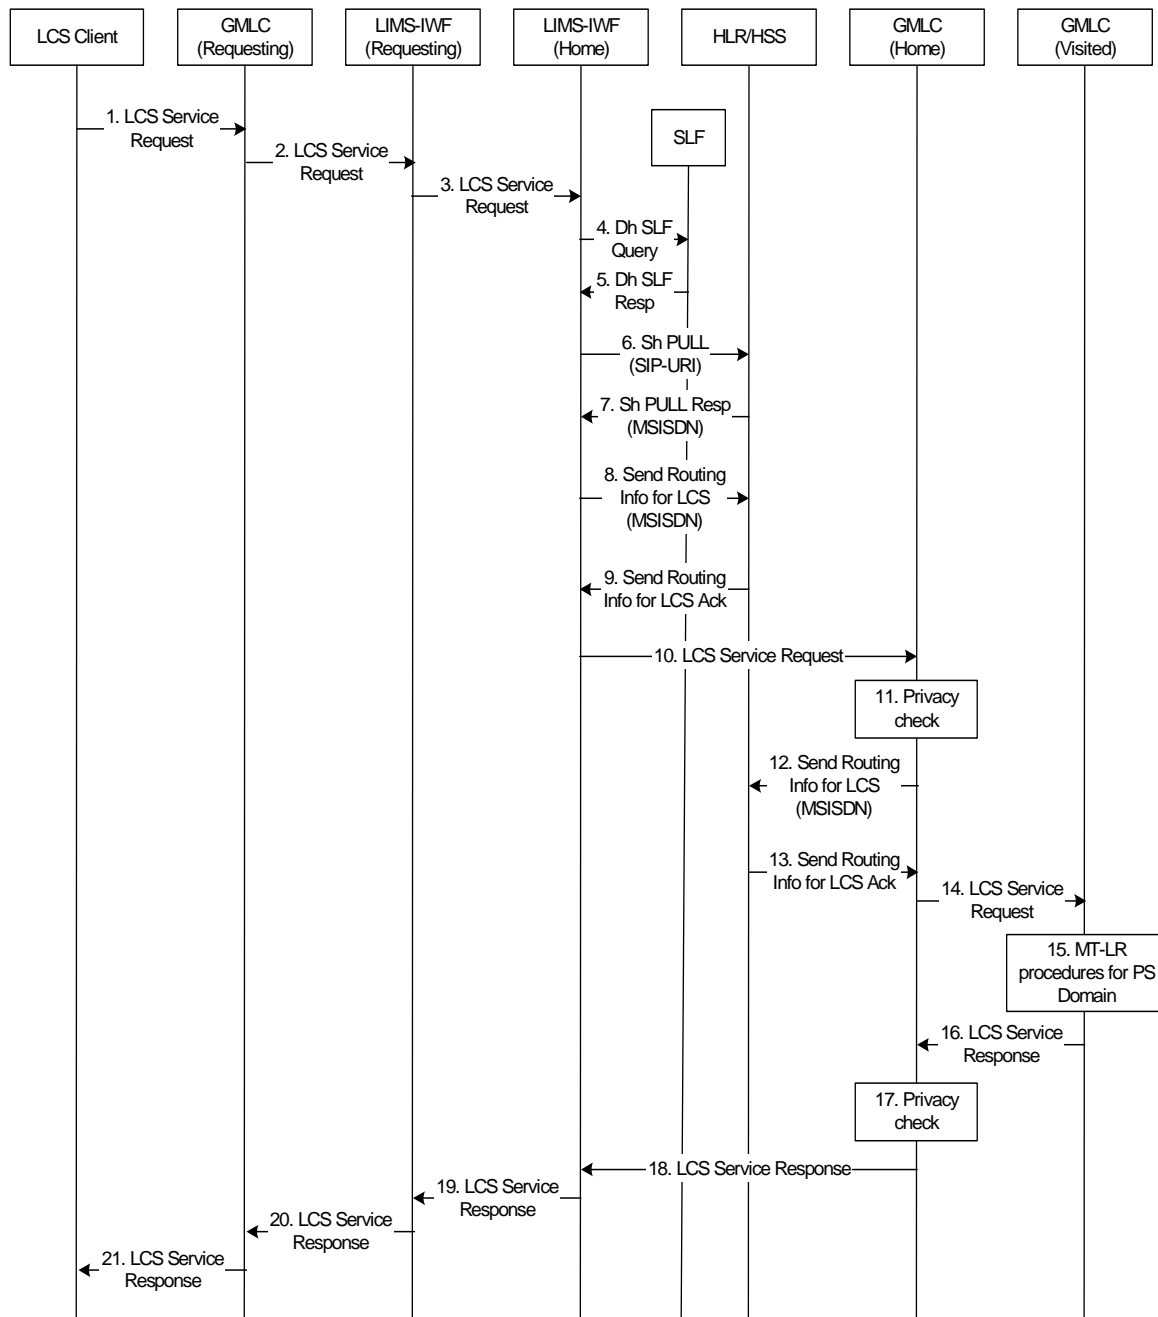 LCS Client
GMLC
(Requesting)
LIMS-IWF
(Requesting)
LIMS-IWF
(Home)
HLR/HSS
GMLC
(Home)
GMLC
(Visited)
1. LCS Service
Request
SLF
2. LCS Service
Request
3. LCS Service
Request
4. Dh SLF
Query
5. Dh SLF
Resp
6. Sh PULL
(SIP-URI)
7. Sh PULL Resp
(MSISDN)
8. Send Routing
Info for LCS
(MSISDN)
9. Send Routing
Info for LCS Ack
10. LCS Service Request
11. Privacy
check
12. Send Routing
Info for LCS
(MSISDN)
13. Send Routing
Info for LCS Ack
14. LCS Service
Request
15. MT-LR
procedures for PS
Domain
16. LCS Service
Response
17. Privacy
check
18. LCS Service Response
19. LCS Service
Response
20. LCS Service
Response
21. LCS Service
Response